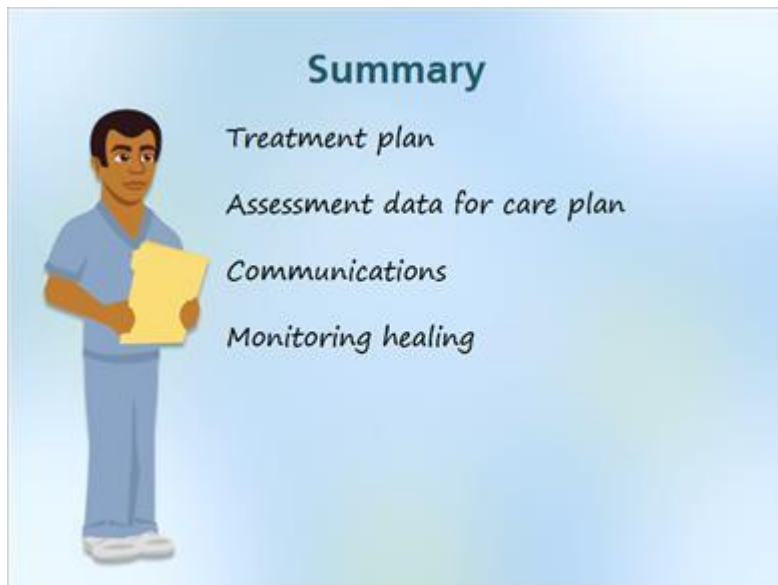 Summary
Treatment plan
Assessment data for care plan
Communications
Monitoring healing